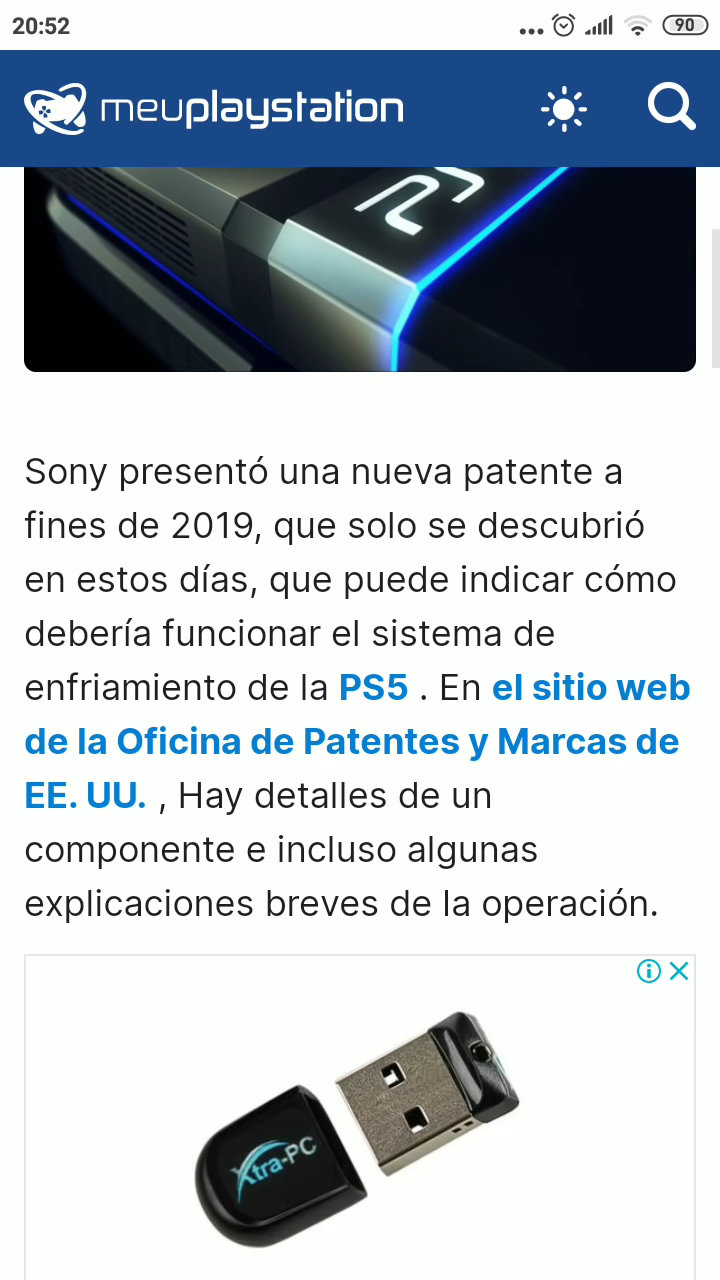 20:52
90
meuplaystation
Sony presentó una nueva patente a
fines de 2019, que solo se descubrió
en estos días, que puede indicar cómo
debería funcionar el sistema de
enfriamiento de la PS5 . En el sitio web
de la Oficina de Patentes y Marcas de
EE. UU. , Hay detalles de un
componente e incluso algunas
explicaciones breves de la operación.
Xtra-PC